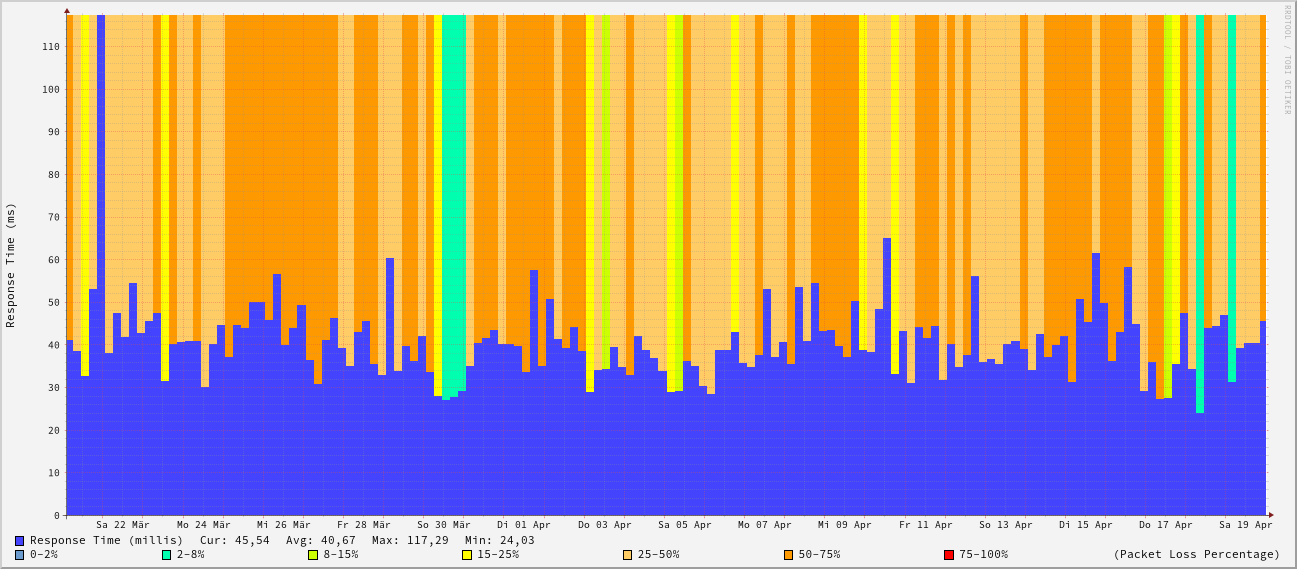 RRDTOOL / TOBI OETIKER
Response Time (ms)
110
100
90
80
70
60
50
40
30
20
10
0
Sa 22 Mär Mo 24 Mär Mi 26 Mär Fr 28 Mär So 30 Mär Di 01 Apr Do 03 Apr Sa 05 Apr Mo 07 Apr Mi 09 Apr Fr 11 Apr So 13 Apr Di 15 Apr Do 17 Apr Sa 19 Apr
Response Time (millis) Cur: 45,54 Avg: 40,67 Max: 117,29 Min: 24,03
0-2% 2-8% 8-15% 15-25% 25-50% 50-75% 75-100% (Packet Loss Percentage)